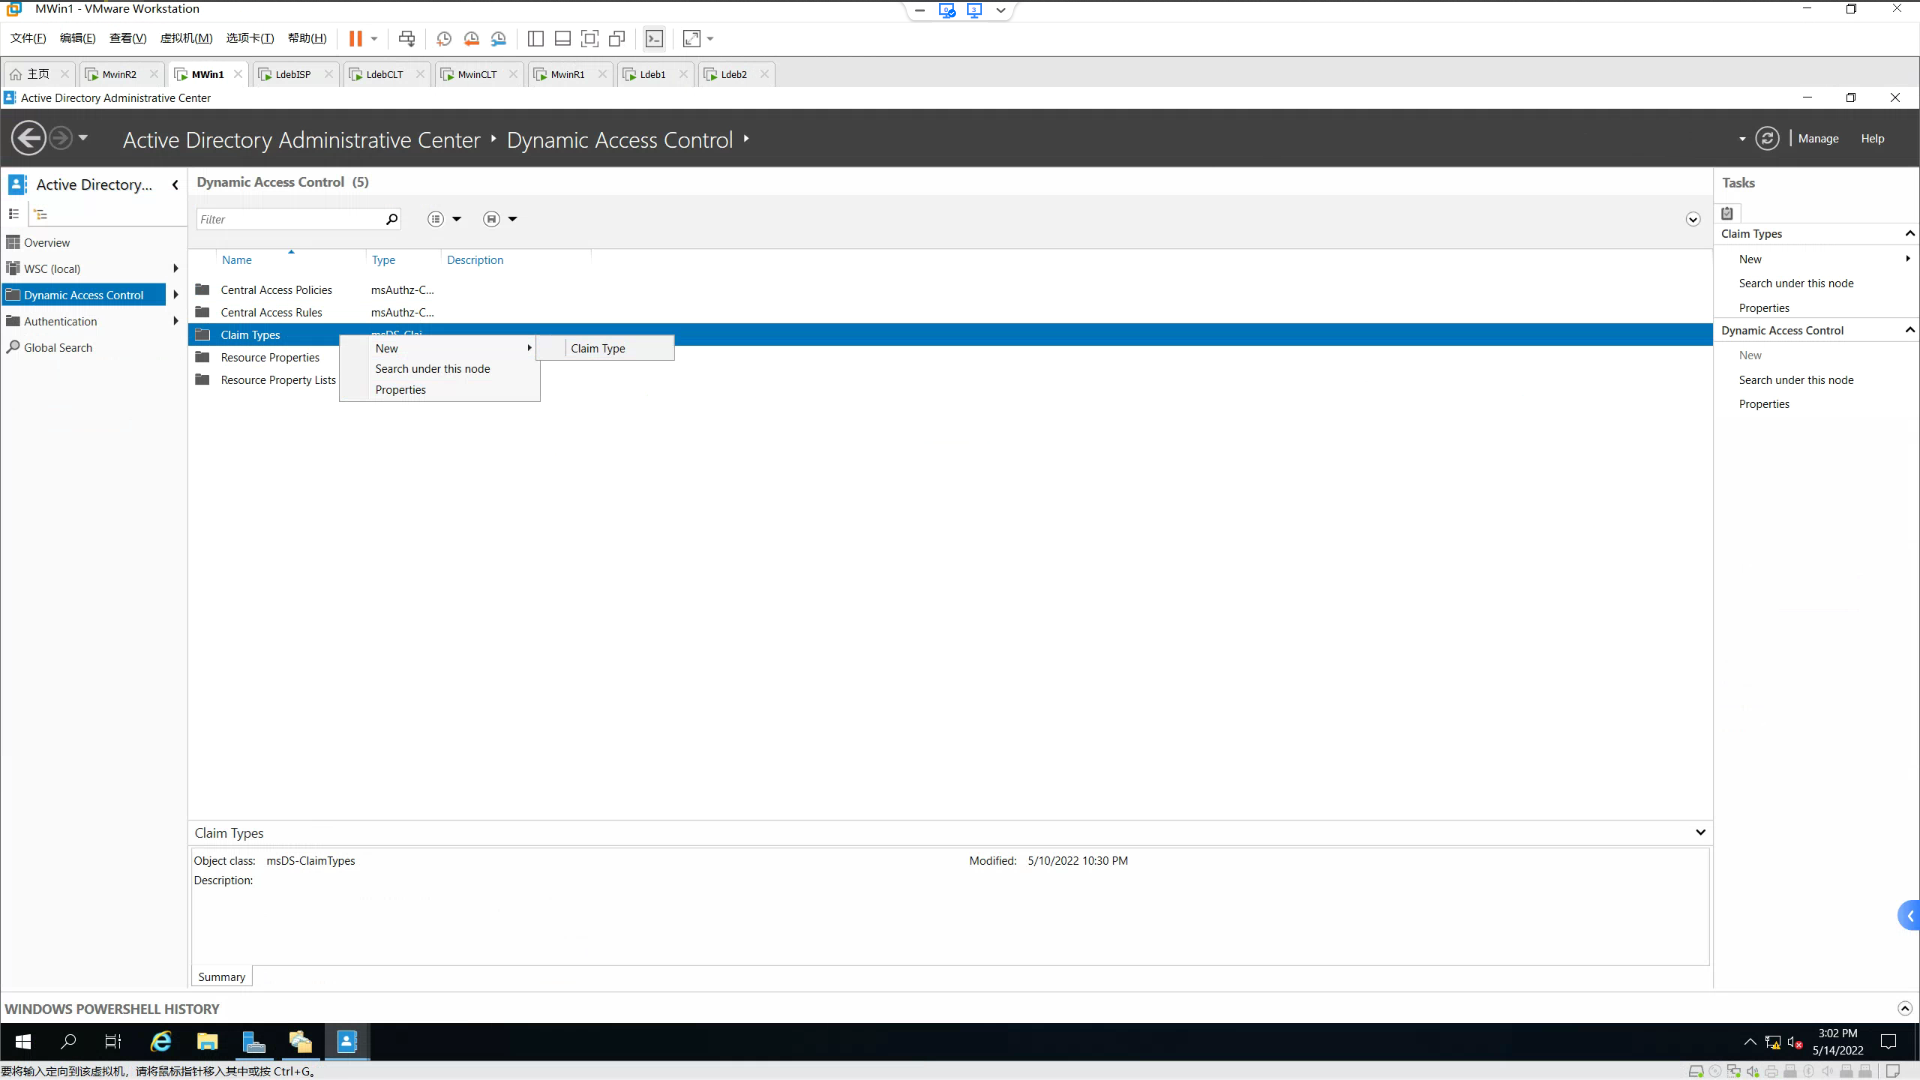 MWin1 - VMware Workstation
文件(F) 编辑(E) 查看(V) 虚拟机(M) 选项卡(T) 帮助(H)
主页 MwinR2 MWin1 LdebISP LdebCLT MwinCLT MwinR1 Ldeb1 Ldeb2
Active Directory Administrative Center
Active Directory Administrative Center Dynamic Access Control Manage Help
Active Directory...
Overview
WSC (local)
Dynamic Access Control
Authentication
Global Search
Dynamic Access Control (5)
Filter
Name Type Description
Central Access Policies msAuthz-C...
Central Access Rules msAuthz-C...
Claim Types msDS-Clai...
Resource Properties
Resource Property Lists
New
Search under this node
Properties
Claim Type
Claim Types
Object class: msDS-ClaimTypes Modified: 5/10/2022 10:30 PM
Description:
Summary
Tasks
Claim Types
New
Search under this node
Properties
Dynamic Access Control
New
Search under this node
Properties
WINDOWS POWERSHELL HISTORY
3:02 PM
5/14/2022
要将输入定向到该虚拟机，请将鼠标指针移入其中或按 Ctrl+G。